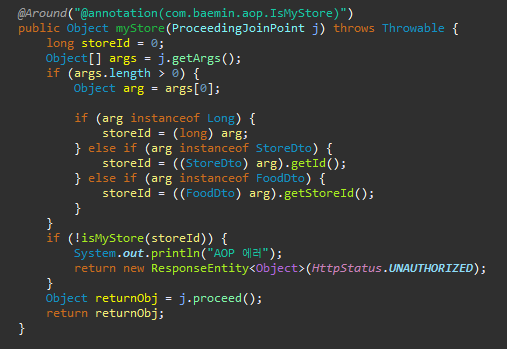 @Around("@annotation(com.baemin.aop.IsMyStore)")
public Object myStore(ProceedingJoinPoint j) throws Throwable {
    long storeId = 0;
    Object[] args = j.getArgs();
    if (args.length > 0) {
        Object arg = args[0];

        if (arg instanceof Long) {
            storeId = (long) arg;
        } else if (arg instanceof StoreDto) {
            storeId = ((StoreDto) arg).getId();
        } else if (arg instanceof FoodDto) {
            storeId = ((FoodDto) arg).getStoreId();
        }
    }
    if (!isMyStore(storeId)) {
        System.out.println("AOP 에러");
        return new ResponseEntity<Object>(HttpStatus.UNAUTHORIZED);
    }
    Object returnObj = j.proceed();
    return returnObj;
}